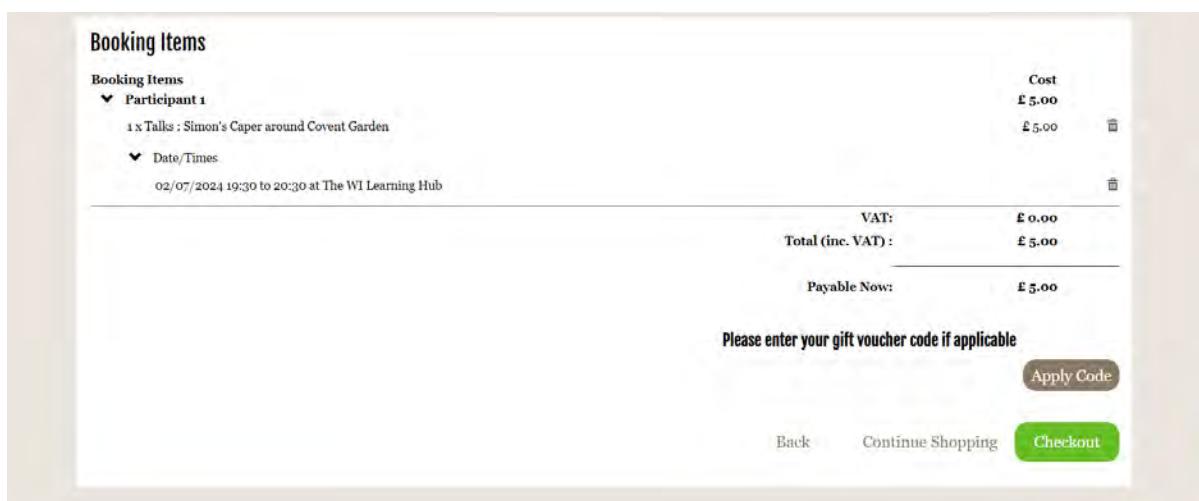 Booking Items
Booking Items Cost
Participant 1 £ 5.00
1 x Talks : Simon's Caper around Covent Garden £ 5.00
Date/Times
02/07/2024 19:30 to 20:30 at The WI Learning Hub
VAT: £ 0.00
Total (inc. VAT) : £ 5.00
Payable Now: £ 5.00
Please enter your gift voucher code if applicable
Apply Code
Back Continue Shopping Checkout